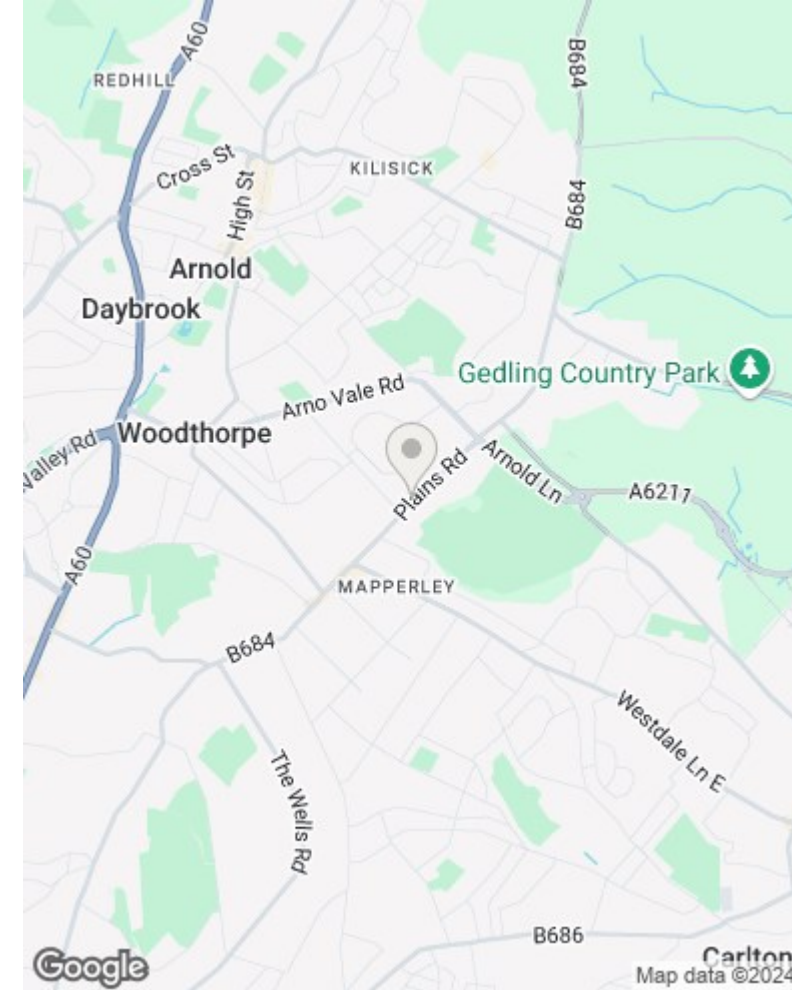 A60
B684
REDHILL
Cross St
KILISICK
High St
B684
Arnold
Daybrook
Gedling Country Park
Arno Vale Rd
Woodthorpe
Valley Rd
Plains Rd
Arnold Ln
A6211
A60
MAPPERLEY
B684
Westdale Ln E
The Wells Rd
B686
Carlton
Google
Map data ©2024